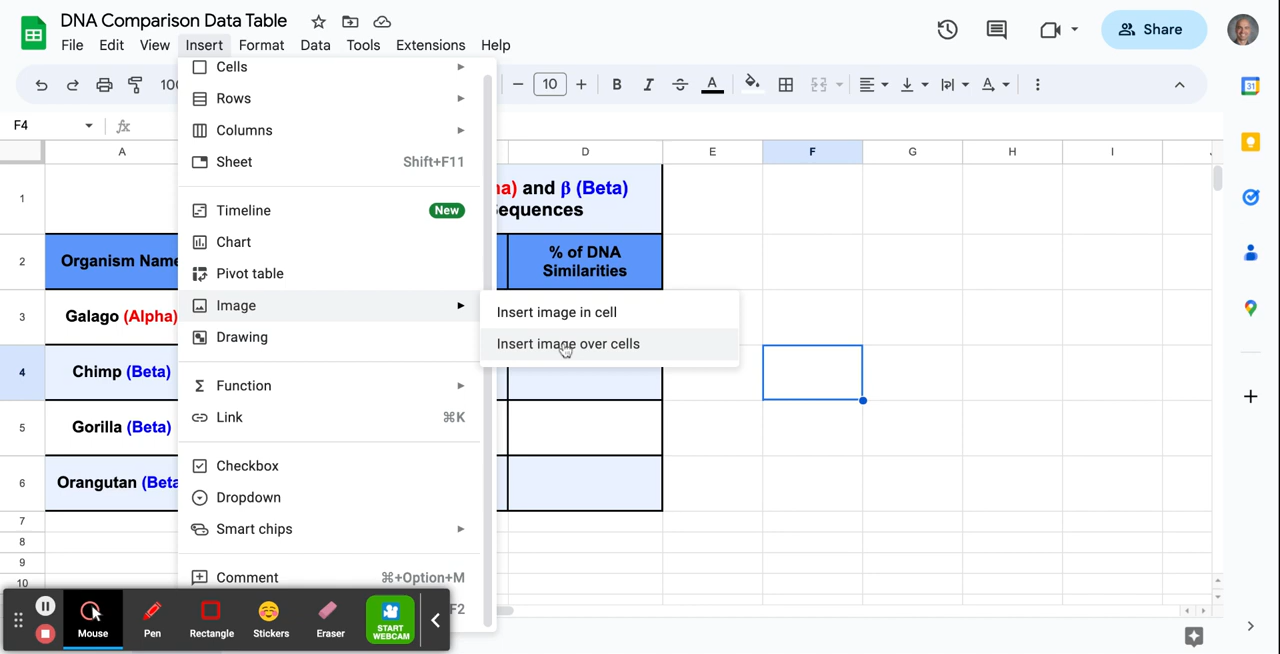 DNA Comparison Data Table
File Edit View Insert Format Data Tools Extensions Help
Share
10
F4
A D E F G H I
Cells
Rows
Columns
Sheet Shift+F11
Timeline New
Chart
Pivot table
Image
Drawing
Function
Link ⌘K
Checkbox
Dropdown
Smart chips
Comment ⌘+Option+M
F2
Insert image in cell
Insert image over cells
1
and β (Beta)
2
Organism Name
% of DNA
Similarities
3
Galago (Alpha)
4
Chimp (Beta)
5
Gorilla (Beta)
6
Orangutan
7
8
9
10
31
Mouse Pen Rectangle Stickers Eraser
START
WEBCAM